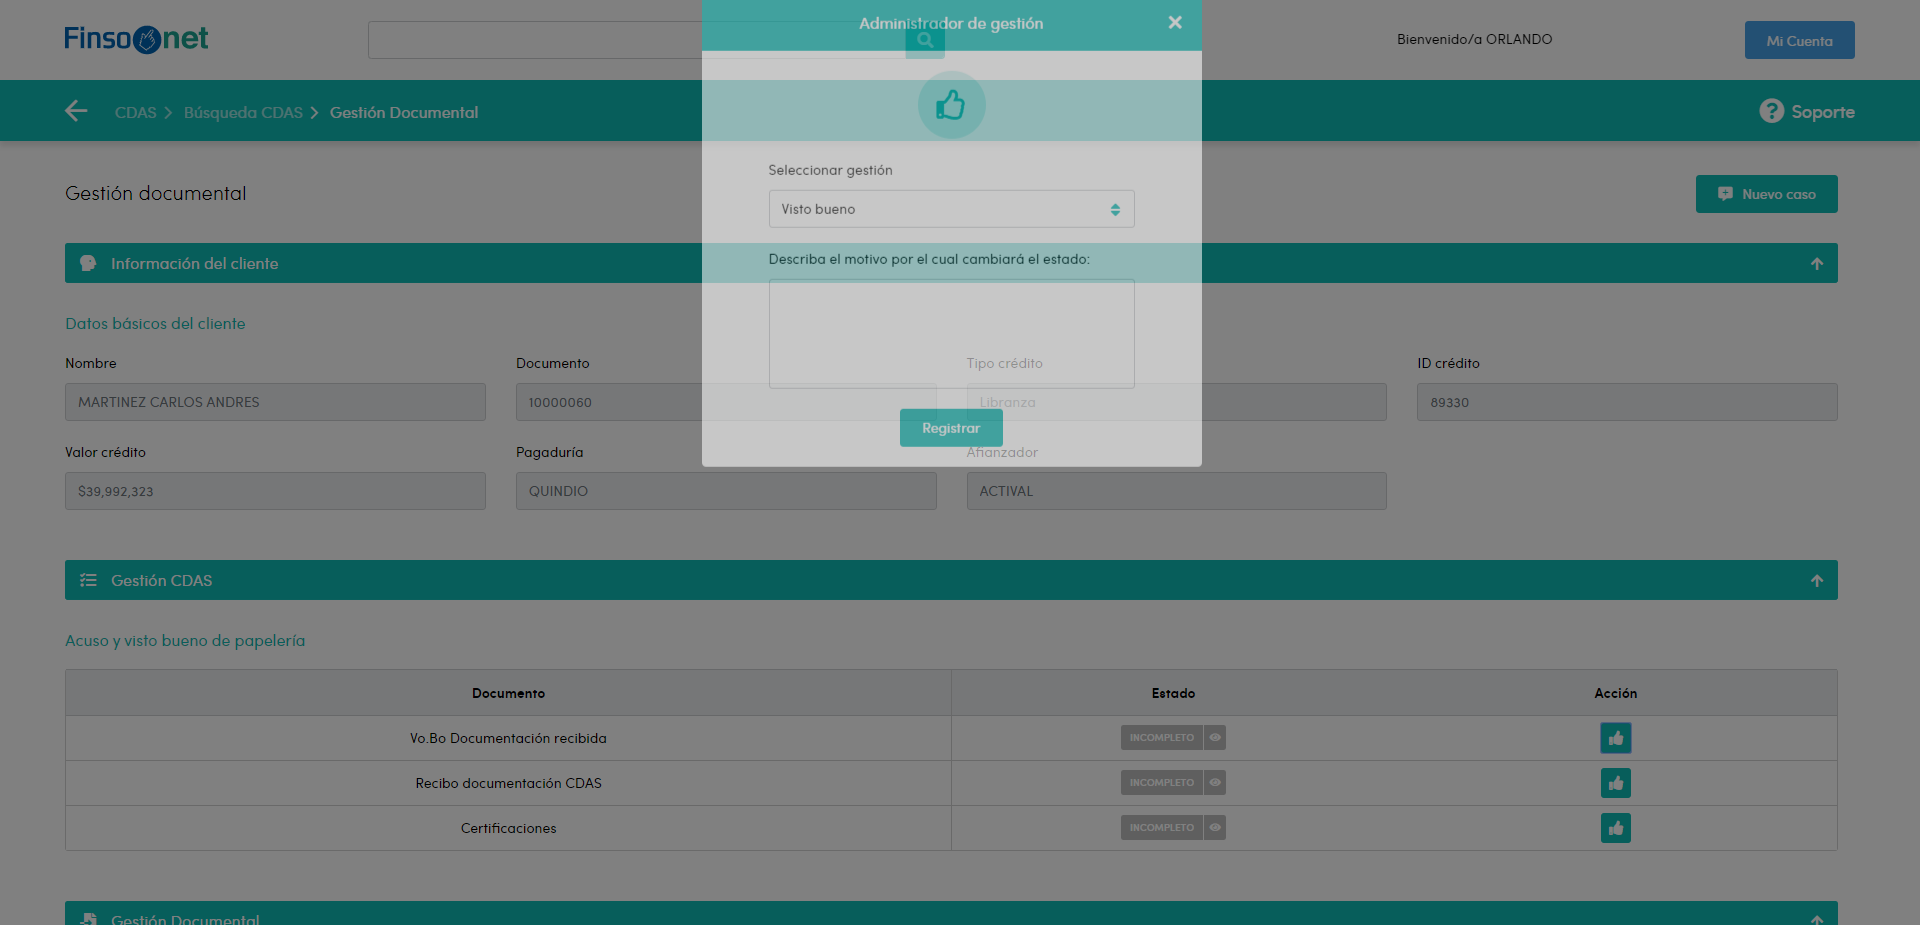 Finsonet
Bienvenido/a ORLANDO
Mi Cuenta
Administrador de gestión
CDAS
Búsqueda CDAS
Gestión Documental
Soporte
Seleccionar gestión
Visto bueno
Describa el motivo por el cual cambiará el estado:
Registrar
Gestión documental
Nuevo caso
Información del cliente
Datos básicos del cliente
Nombre
Documento
Tipo crédito
ID crédito
MARTINEZ CARLOS ANDRES
10000060
Libranza
89330
Valor crédito
Pagaduría
Afianzador
$39,992,323
QUINDIO
ACTIVAL
Gestión CDAS
Acuso y visto bueno de papelería
Documento
Estado
Acción
Vo.Bo Documentación recibida
INCOMPLETO
Recibo documentación CDAS
INCOMPLETO
Certificaciones
INCOMPLETO
Gestión Documental